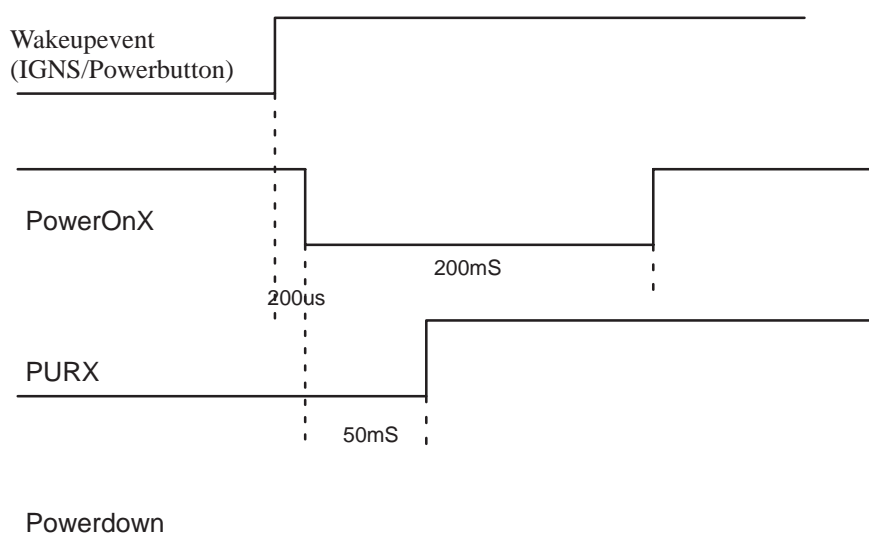 Wakeupevent
(IGNS/Powerbutton)
PowerOnX
200mS
200us
PURX
50mS
Powerdown